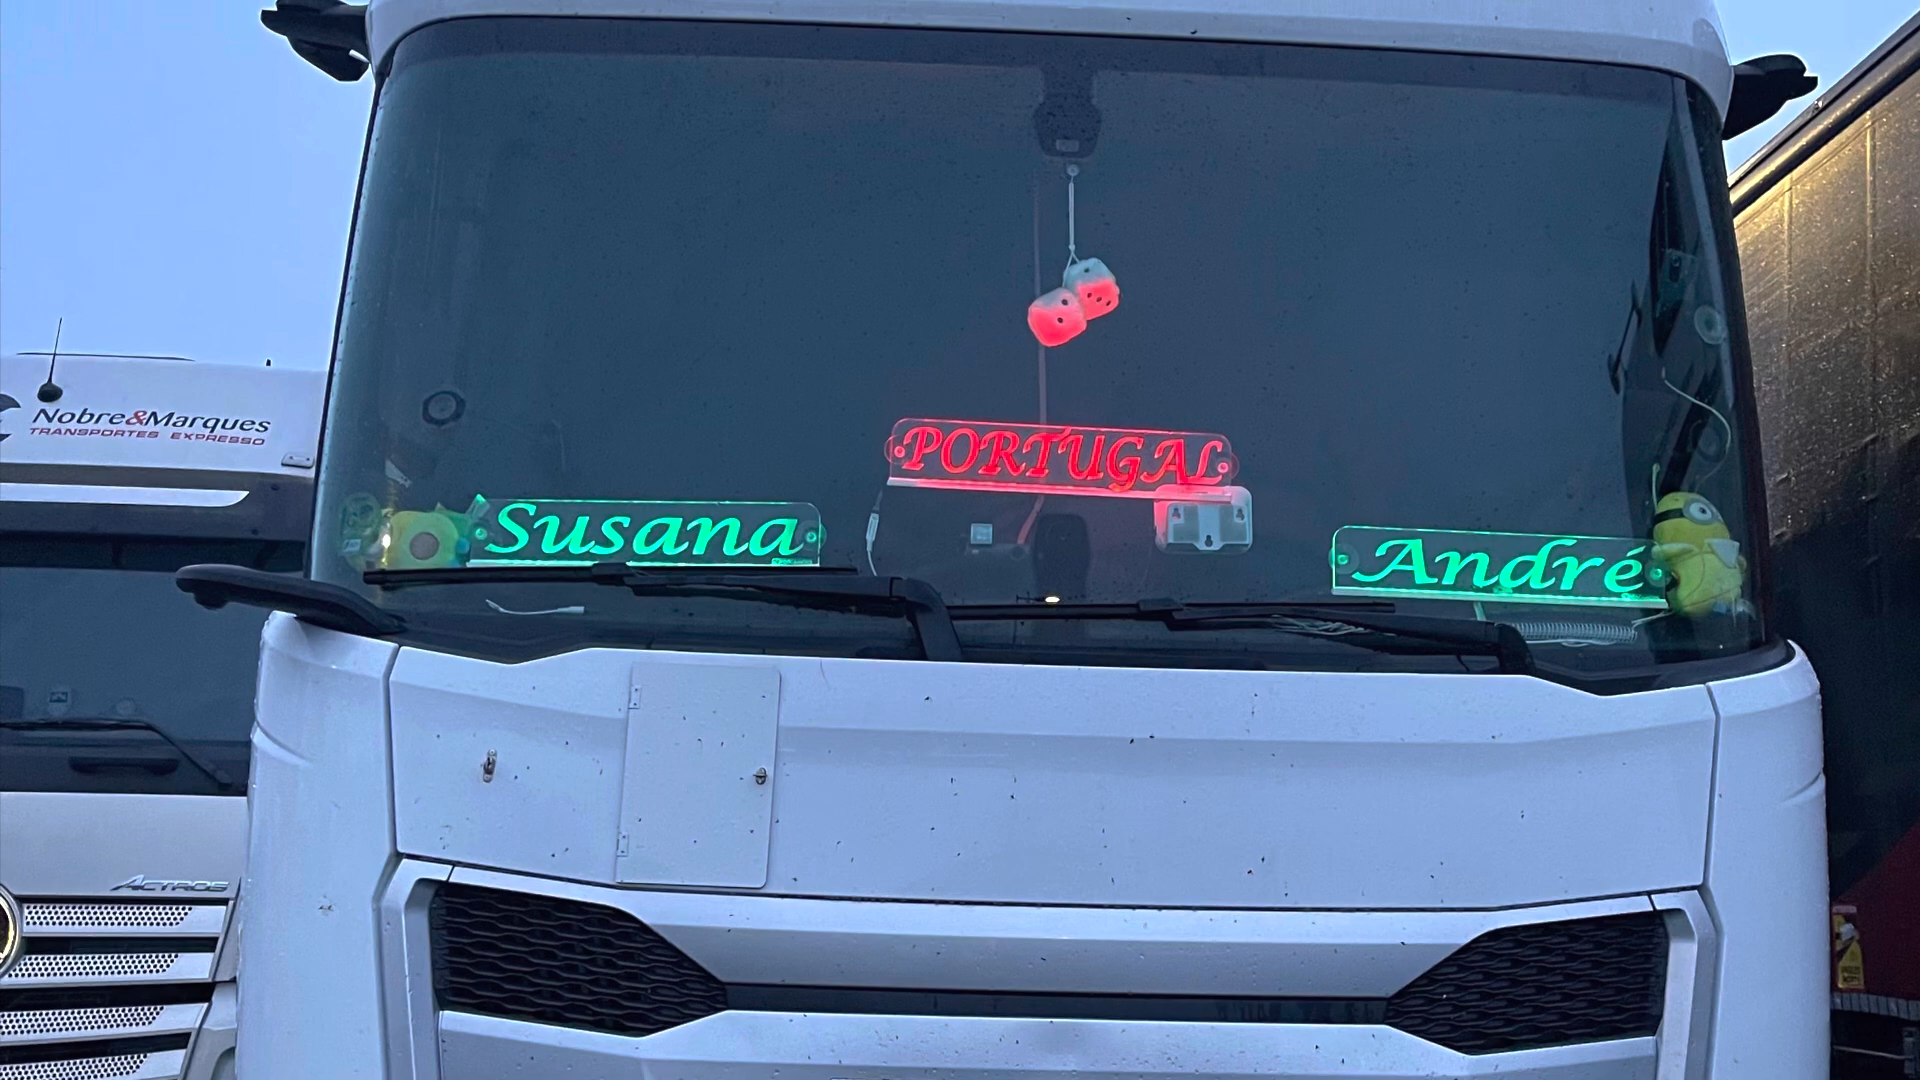 Nobre&Marques
TRANSPORTES EXPRESSO
PORTUGAL
Susana
André
ACTROS